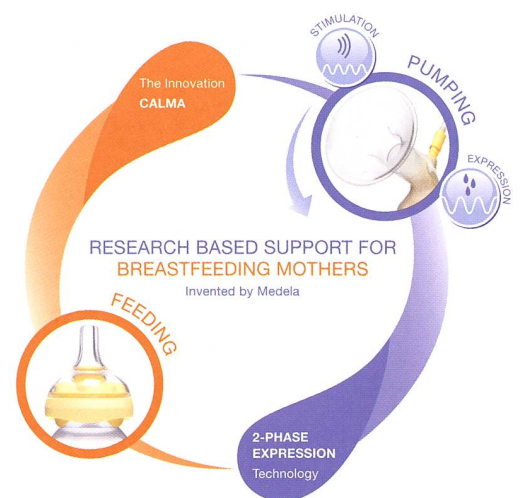 STIMULATION
PUMPING
EXPRESSION
The Innovation
CALMA
RESEARCH BASED SUPPORT FOR
BREASTFEEDING MOTHERS
Invented by Medela
FEEDING
2-PHASE
EXPRESSION
Technology